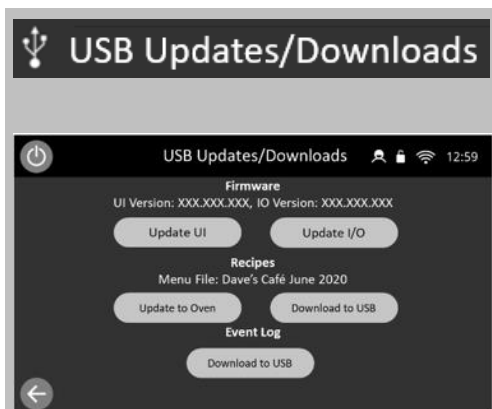 USB Updates/Downloads
USB Updates/Downloads 12:59
Firmware
UI Version: XXX.XXX.XXX, IO Version: XXX.XXX.XXX
Update UI Update I/O
Recipes
Menu File: Dave's Café June 2020
Update to Oven Download to USB
Event Log
Download to USB